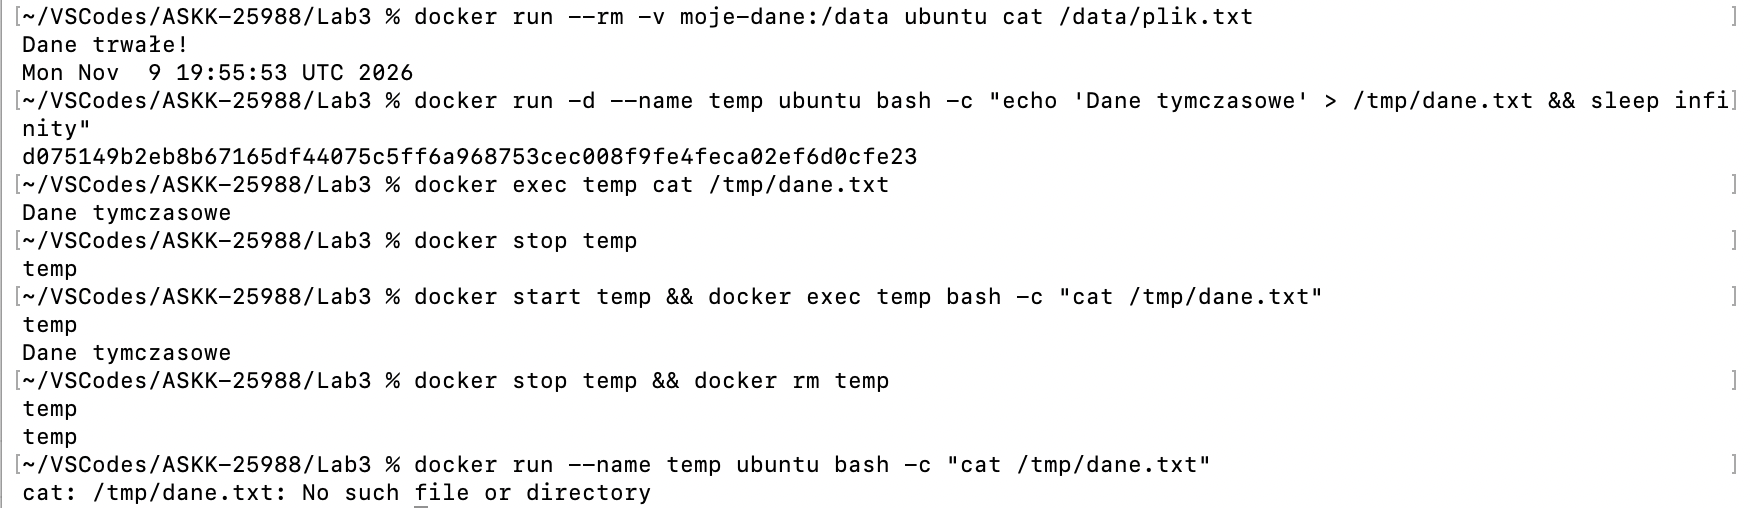 [~/VSCodes/ASKK-25988/Lab3 % docker run --rm -v moje-dane:/data ubuntu cat /data/plik.txt ]
Dane trwałe!
Mon Nov  9 19:55:53 UTC 2026
[~/VSCodes/ASKK-25988/Lab3 % docker run -d --name temp ubuntu bash -c "echo 'Dane tymczasowe' > /tmp/dane.txt && sleep infi]
nity"
d075149b2eb8b67165df44075c5ff6a968753cec008f9fe4feca02ef6d0cfe23
[~/VSCodes/ASKK-25988/Lab3 % docker exec temp cat /tmp/dane.txt ]
Dane tymczasowe
[~/VSCodes/ASKK-25988/Lab3 % docker stop temp ]
temp
[~/VSCodes/ASKK-25988/Lab3 % docker start temp && docker exec temp bash -c "cat /tmp/dane.txt" ]
temp
Dane tymczasowe
[~/VSCodes/ASKK-25988/Lab3 % docker stop temp && docker rm temp ]
temp
temp
[~/VSCodes/ASKK-25988/Lab3 % docker run --name temp ubuntu bash -c "cat /tmp/dane.txt" ]
cat: /tmp/dane.txt: No such file or directory